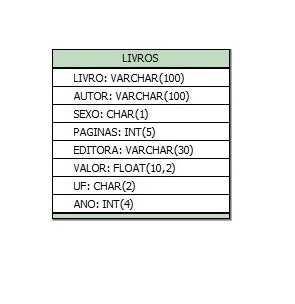 LIVROS
LIVRO: VARCHAR(100)
AUTOR: VARCHAR(100)
SEXO: CHAR(1)
PAGINAS: INT(5)
EDITORA: VARCHAR(30)
VALOR: FLOAT(10,2)
UF: CHAR(2)
ANO: INT(4)